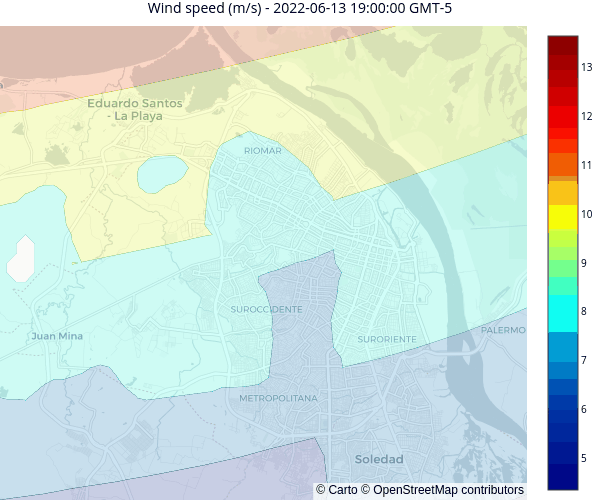 Wind speed (m/s) - 2022-06-13 19:00:00 GMT-5
Eduardo Santos
- La Playa
RIOMAR
SUROCCIDENTE
Juan Mina
SURORIENTE
PALERMO
METROPOLITANA
Soledad
© Carto © OpenStreetMap contributors
13
12
11
10
9
8
7
6
5